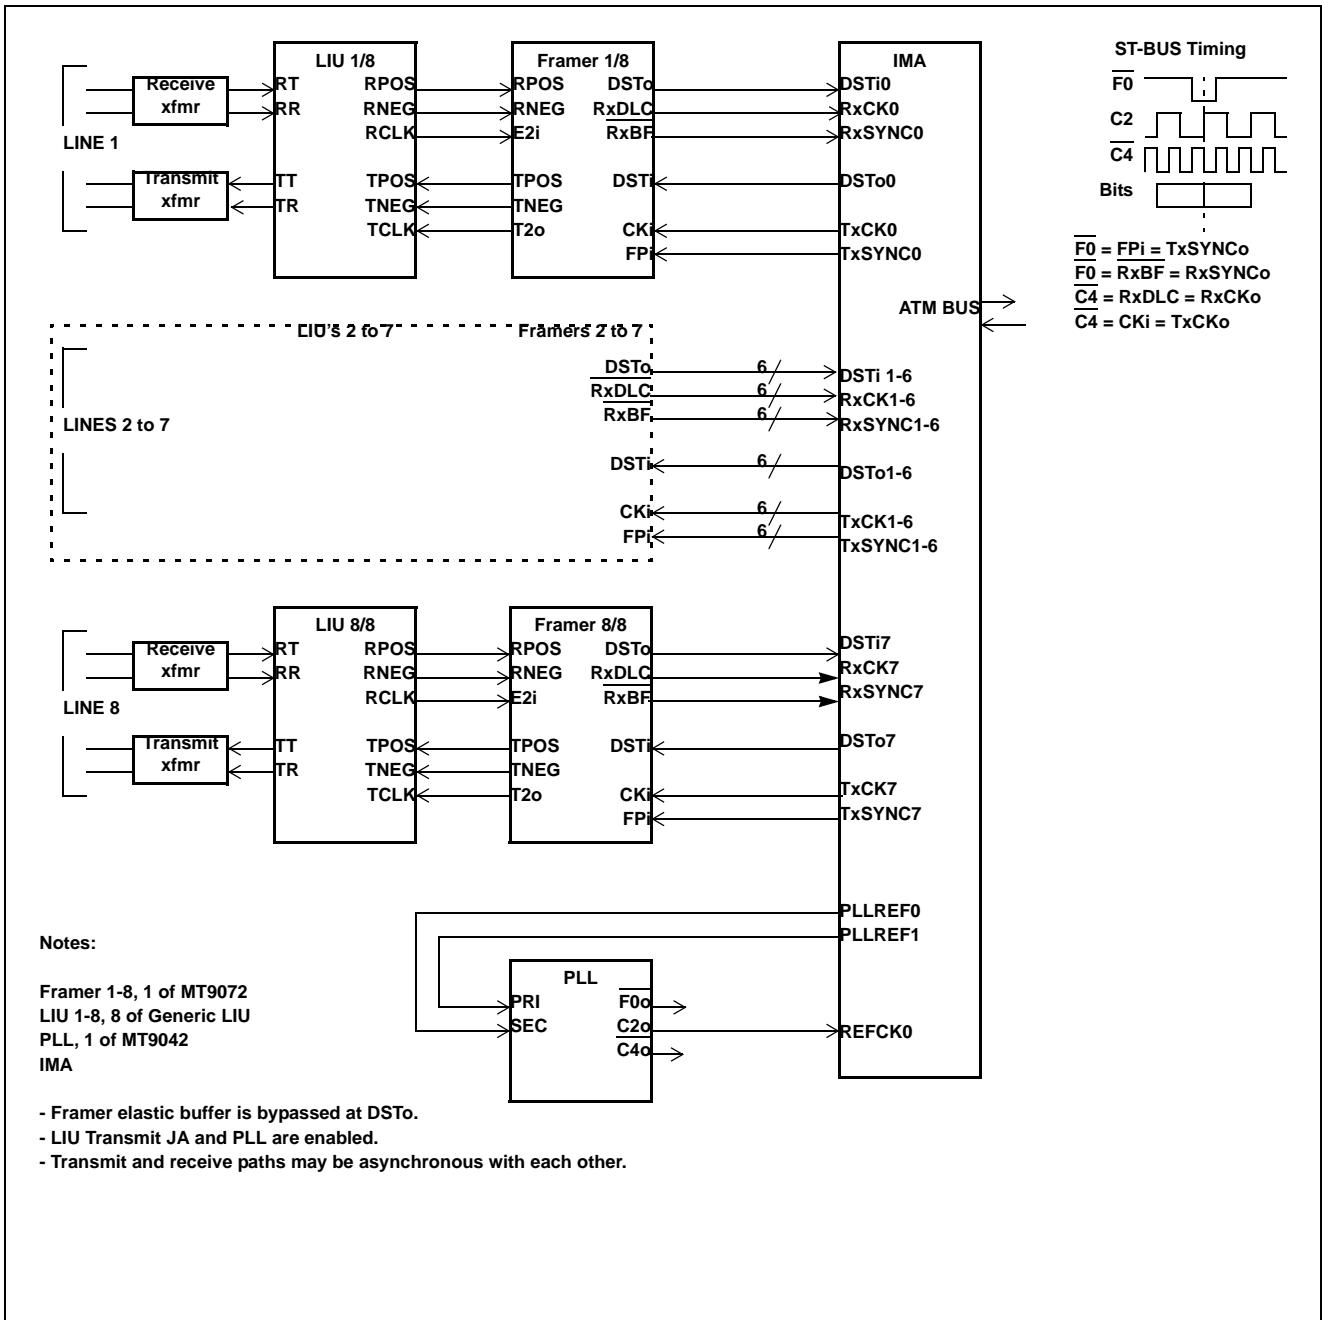 LIU 1/8
Framer 1/8
IMA
ST-BUS Timing
Receive
xfmr
RT
RR
RPOS
RNEG
RCLK
RPOS
RNEG
E2i
DSTo
RxDLC
RxBF
DSTi0
RxCK0
RxSYNC0
LINE 1
Transmit
xfmr
TT
TR
TPOS
TNEG
TCLK
TPOS
TNEG
T2o
DSTi
CKi
FPi
DSTo0
TxCK0
TxSYNC0
F0
C2
C4
Bits
F0 = FPi = TxSYNCo
F0 = RxBF = RxSYNCo
C4 = RxDLC = RxCKo
C4 = CKi = TxCKo
ATM BUS
LIU's 2 to 7
Framers 2 to 7
LINES 2 to 7
DSTo
RxDLC
RxBF
DSTi
CKi
FPi
6
6
6
6
6
6
DSTi 1-6
RxCK1-6
RxSYNC1-6
DSTo1-6
TxCK1-6
TxSYNC1-6
LIU 8/8
Framer 8/8
Receive
xfmr
RT
RR
RPOS
RNEG
RCLK
RPOS
RNEG
E2i
DSTo
RxDLC
RxBF
DSTi7
RxCK7
RxSYNC7
LINE 8
Transmit
xfmr
TT
TR
TPOS
TNEG
TCLK
TPOS
TNEG
T2o
DSTi
CKi
FPi
DSTo7
TxCK7
TxSYNC7
PLLREF0
PLLREF1
PLL
PRI
SEC
F0o
C2o
C4o
REFCK0
Notes:
Framer 1-8, 1 of MT9072
LIU 1-8, 8 of Generic LIU
PLL, 1 of MT9042
IMA
- Framer elastic buffer is bypassed at DSTo.
- LIU Transmit JA and PLL are enabled.
- Transmit and receive paths may be asynchronous with each other.